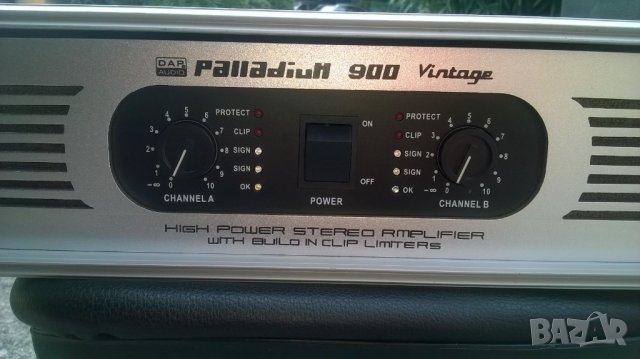 DAP AUDIO Palladium 900 Vintage
PROTECT PROTECT
CLIP ON CLIP
SIGN SIGN
SIGN SIGN
OK OFF OK
4 5 6 3 7 2 8 1 9 -∞ 0 10
4 5 6 3 7 2 8 1 9 -∞ 0 10
CHANNEL A POWER CHANNEL B
HIGH POWER STEREO AMPLIFIER
WITH BUILD IN CLIP LIMITERS
BAZAR